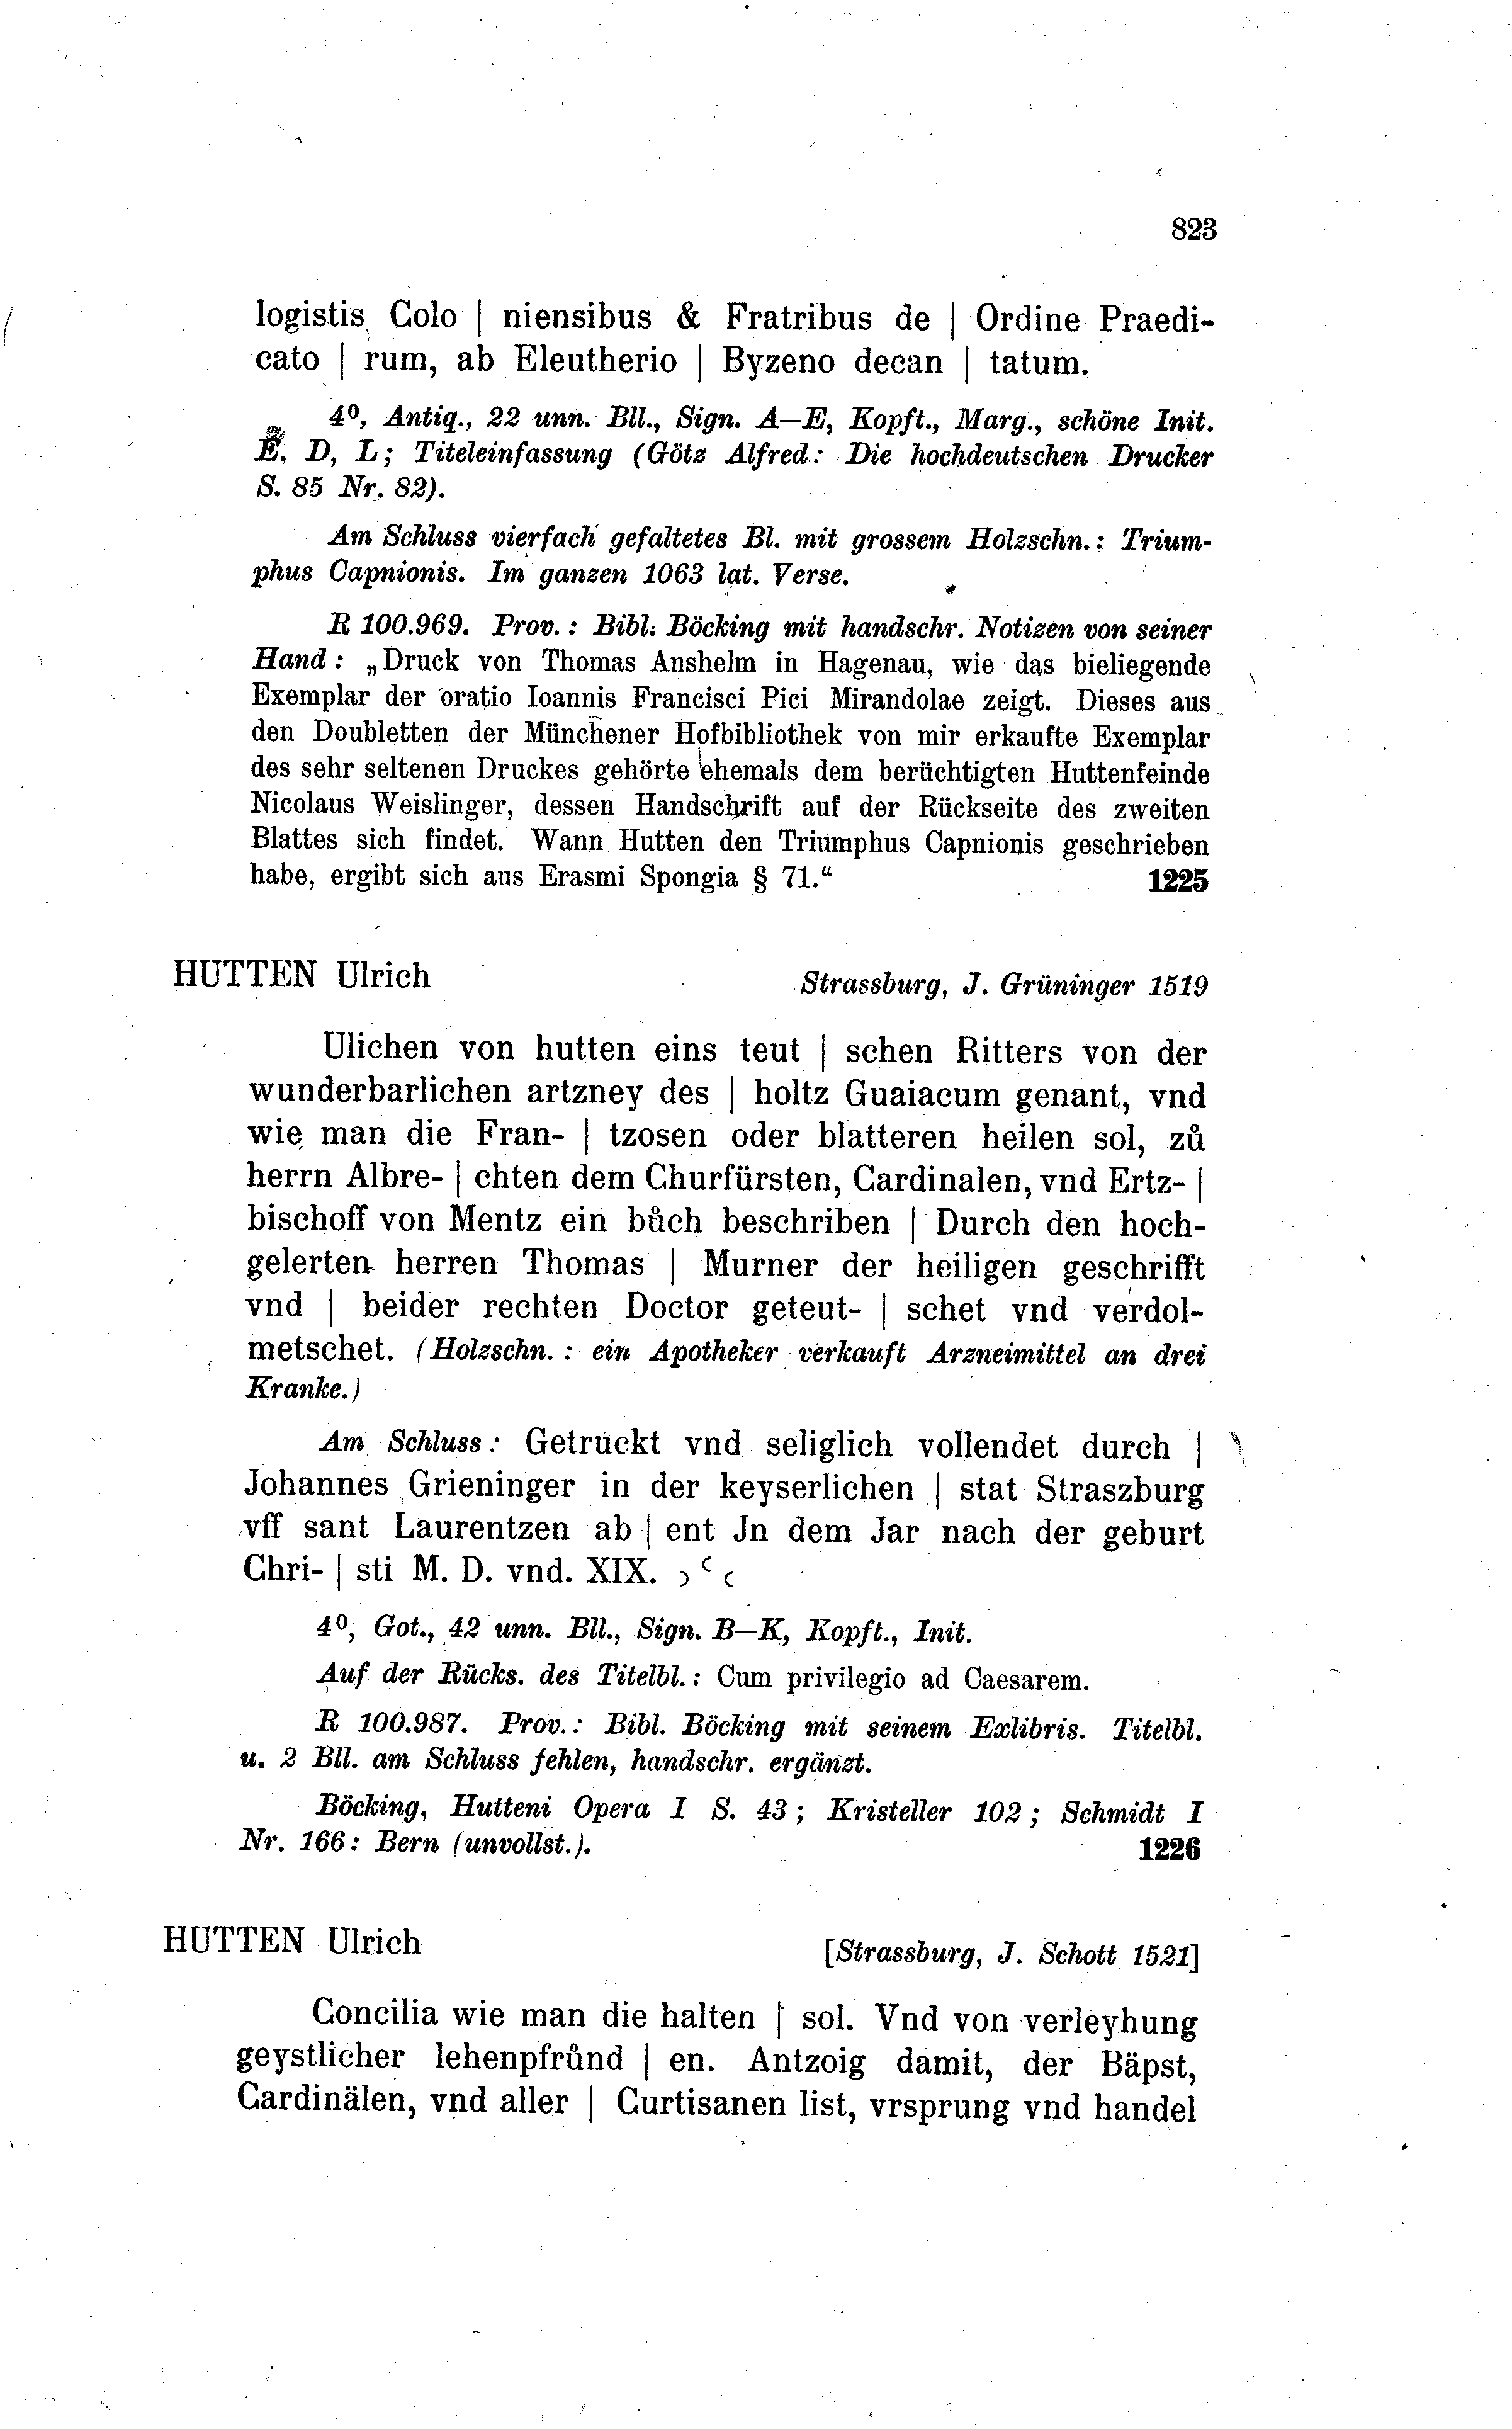 823
logistis Colo | niensibus & Fratribus de | Ordine Praedi-
cato | rum, ab Eleutherio | Byzeno decan | tatum.
4⁰, Antiq., 22 unn. Bll., Sign. A—E, Kopft., Marg., schöne Init.
E, D, L; Titeleinfassung (Götz Alfred: Die hochdeutschen Drucker
S. 85 Nr. 82).
Am Schluss vierfach gefaltetes Bl. mit grossem Holzschn.: Trium-
phus Capnionis. Im ganzen 1063 lat. Verse.
R 100.969. Prov.: Bibl. Böcking mit handschr. Notizen von seiner
Hand: „Druck von Thomas Anshelm in Hagenau, wie das bieliegende
Exemplar der oratio Ioannis Francisci Pici Mirandolae zeigt. Dieses aus
den Doubletten der Münchener Hofbibliothek von mir erkaufte Exemplar
des sehr seltenen Druckes gehörte ehemals dem berüchtigten Huttenfeinde
Nicolaus Weislinger, dessen Handschrift auf der Rückseite des zweiten
Blattes sich findet. Wann Hutten den Triumphus Capnionis geschrieben
habe, ergibt sich aus Erasmi Spongia § 71.“ 1225
HUTTEN Ulrich Strassburg, J. Grüninger 1519
Ulichen von hutten eins teut | schen Ritters von der
wunderbarlichen artzney des | holtz Guaiacum genant, vnd
wie man die Fran- | tzosen oder blatteren heilen sol, zů
herrn Albre- | chten dem Churfürsten, Cardinalen, vnd Ertz- |
bischoff von Mentz ein bůch beschriben | Durch den hoch-
gelerten herren Thomas | Murner der heiligen geschrifft
vnd | beider rechten Doctor geteut- | schet vnd verdol-
metschet. (Holzschn.: ein Apotheker verkauft Arzneimittel an drei
Kranke.)
Am Schluss: Getruckt vnd seliglich vollendet durch |
Johannes Grieninger in der keyserlichen | stat Straszburg
vff sant Laurentzen ab | ent Jn dem Jar nach der geburt
Chri- | sti M. D. vnd. XIX. ɔ c c
4⁰, Got., 42 unn. Bll., Sign. B—K, Kopft., Init.
Auf der Rücks. des Titelbl.: Cum privilegio ad Caesarem.
R 100.987. Prov.: Bibl. Böcking mit seinem Exlibris. Titelbl.
u. 2 Bll. am Schluss fehlen, handschr. ergänzt.
Böcking, Hutteni Opera I S. 43; Kristeller 102; Schmidt I
Nr. 166: Bern (unvollst.). 1226
HUTTEN Ulrich [Strassburg, J. Schott 1521]
Concilia wie man die halten | sol. Vnd von verleyhung
geystlicher lehenpfrůnd | en. Antzoig damit, der Bäpst,
Cardinälen, vnd aller | Curtisanen list, vrsprung vnd handel